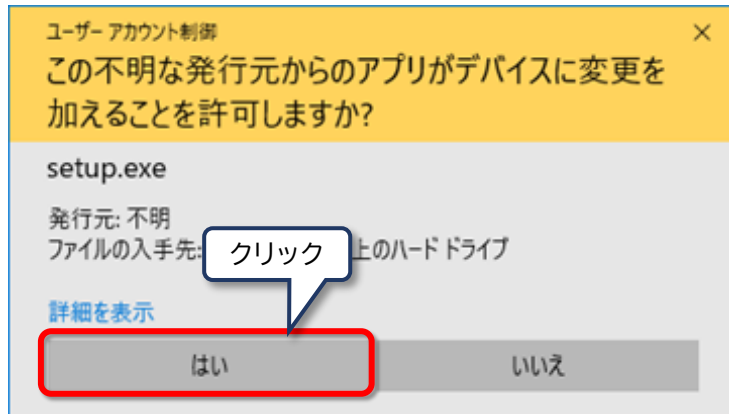 ユーザー アカウント制御
この不明な発行元からのアプリがデバイスに変更を
加えることを許可しますか?
setup.exe
発行元: 不明
ファイルの入手先: 上のハード ドライブ
クリック
詳細を表示
はい
いいえ